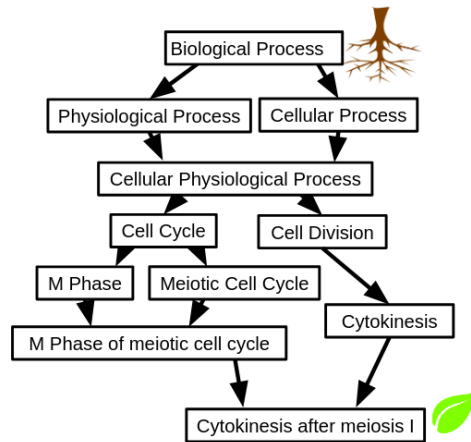 Biological Process
Physiological Process
Cellular Process
Cellular Physiological Process
Cell Cycle
Cell Division
M Phase
Meiotic Cell Cycle
Cytokinesis
M Phase of meiotic cell cycle
Cytokinesis after meiosis I